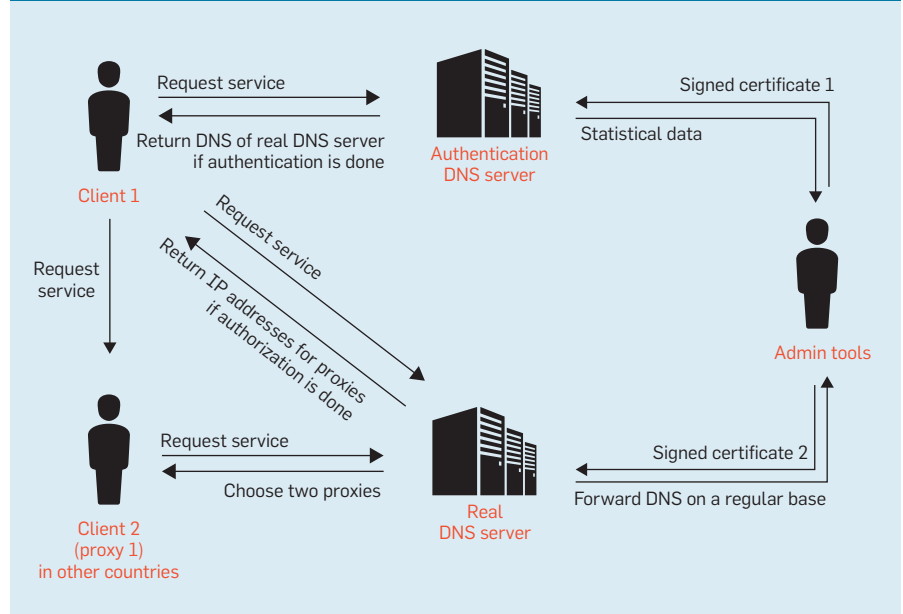 Request service
Return DNS of real DNS server
if authentication is done
Client 1
Authentication
DNS server
Signed certificate 1
Statistical data
Request service
Return IP addresses for proxies
if authorization is done
Request
service
Admin tools
Request service
Choose two proxies
Client 2
(proxy 1)
in other countries
Real
DNS server
Signed certificate 2
Forward DNS on a regular base